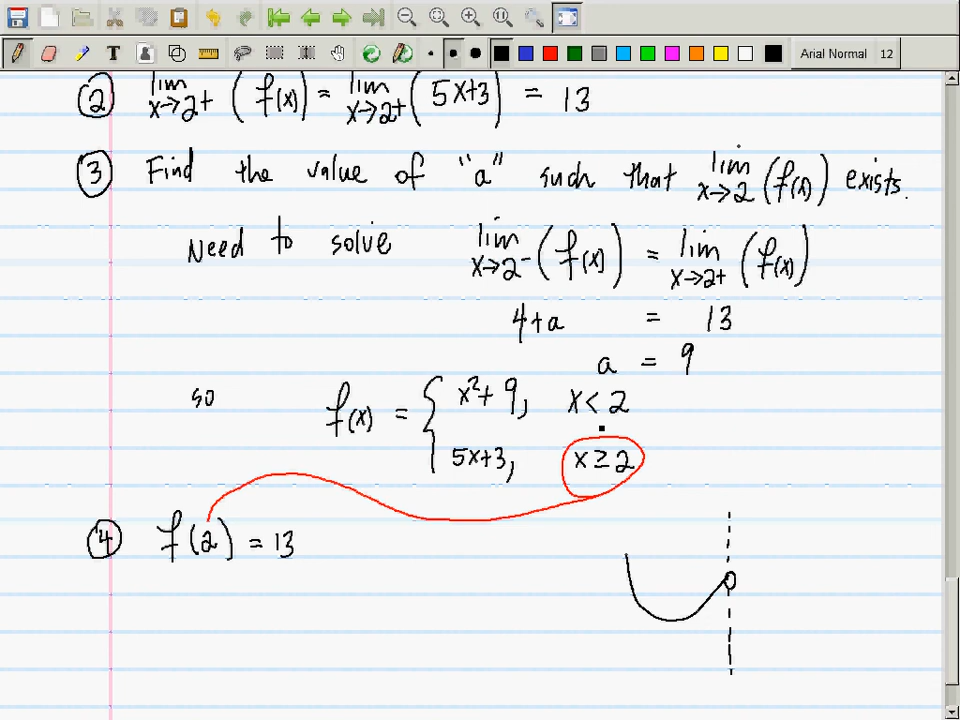 T
Arial Normal 12
② lim x→2+ (f(x)) = lim x→2+ (5x+3) = 13
③ Find the value of "a" such that lim x→2 (f(x)) exists.
Need to solve lim x→2- (f(x)) = lim x→2+ (f(x))
4+a = 13
a = 9
so f(x) = { x²+9, x<2
5x+3, x≥2
④ f(2) = 13